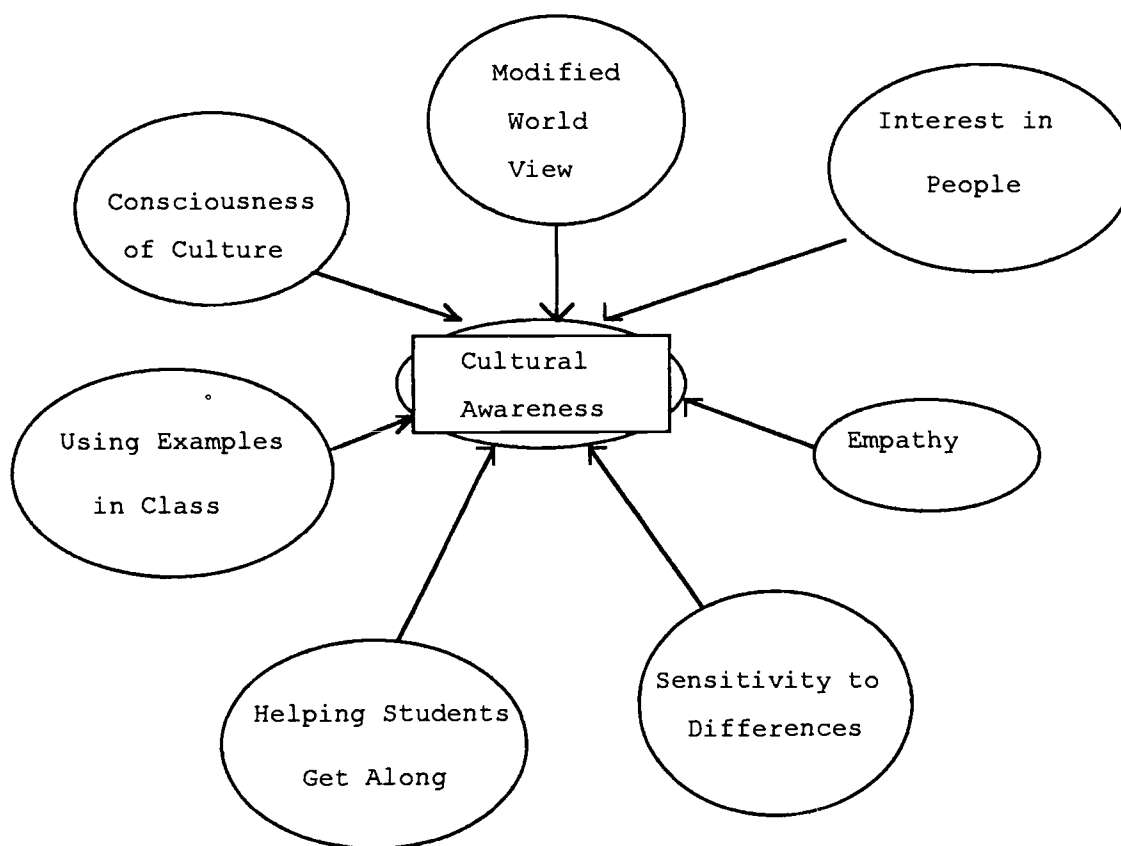 Modified
World
View
Interest in
People
Consciousness
of Culture
Cultural
Awareness
Using Examples
in Class
Empathy
Helping Students
Get Along
Sensitivity to
Differences